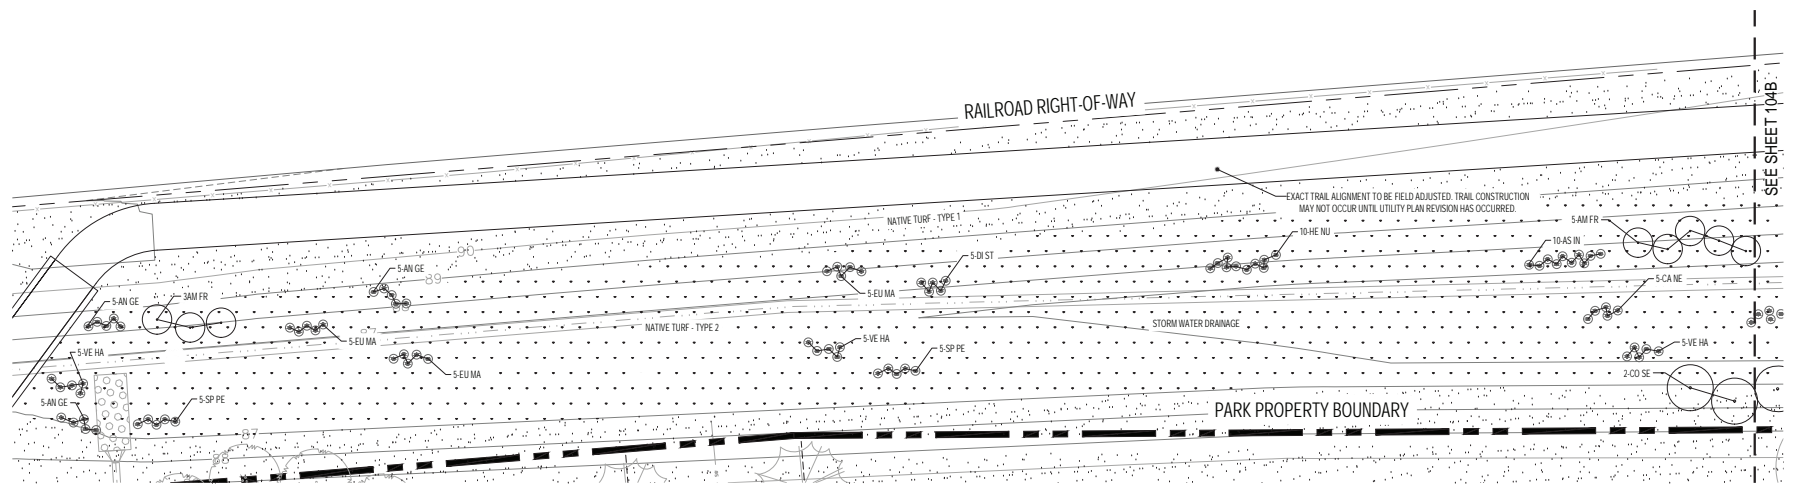 RAILROAD RIGHT-OF-WAY
SEE SHEET 104B
EXACT TRAIL ALIGNMENT TO BE FIELD ADJUSTED. TRAIL CONSTRUCTION
MAY NOT OCCUR UNTIL UTILITY PLAN REVISION HAS OCCURRED.
NATIVE TURF - TYPE 1
5-AM FR
10-HE NU
10-AS IN
90
5-DI ST
5-AN GE
89
5-CA NE
5-EU MA
3AM FR
5-AN GE
88
87
NATIVE TURF - TYPE 2
STORM WATER DRAINAGE
5-EU MA
5-VE HA
5-VE HA
5-SP PE
5-VE HA
5-EU MA
2-CO SE
5-AN GE
5-SP PE
PARK PROPERTY BOUNDARY
87
88